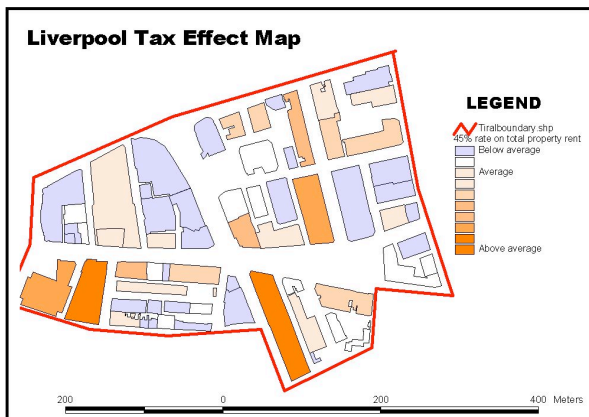 Liverpool Tax Effect Map
LEGEND
Tiralboundary.shp
45% rate on total property rent
Below average
Average
Above average
200 0 200 400 Meters